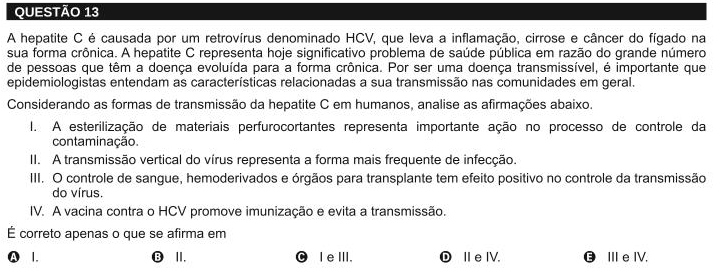 QUESTÃO 13
A hepatite C é causada por um retrovírus denominado HCV, que leva a inflamação, cirrose e câncer do fígado na
sua forma crônica. A hepatite C representa hoje significativo problema de saúde pública em razão do grande número
de pessoas que têm a doença evoluída para a forma crônica. Por ser uma doença transmissível, é importante que
epidemiologistas entendam as características relacionadas a sua transmissão nas comunidades em geral.
Considerando as formas de transmissão da hepatite C em humanos, analise as afirmações abaixo.
I. A esterilização de materiais perfurocortantes representa importante ação no processo de controle da
contaminação.
II. A transmissão vertical do vírus representa a forma mais frequente de infecção.
III. O controle de sangue, hemoderivados e órgãos para transplante tem efeito positivo no controle da transmissão
do vírus.
IV. A vacina contra o HCV promove imunização e evita a transmissão.
É correto apenas o que se afirma em
A I. B II. C I e III. D II e IV. E III e IV.